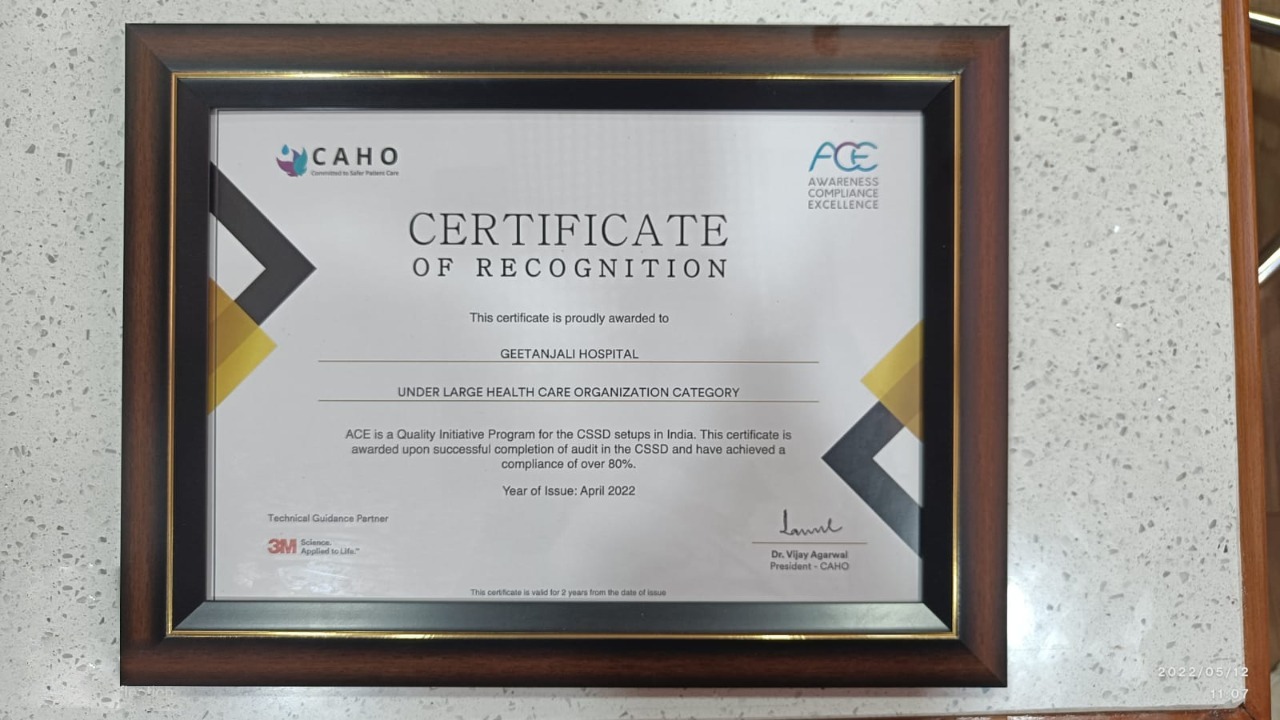 CAHO
Committed to Safer Patient Care
ACE
AWARENESS
COMPLIANCE
EXCELLENCE
CERTIFICATE
OF RECOGNITION
This certificate is proudly awarded to
GEETANJALI HOSPITAL
UNDER LARGE HEALTH CARE ORGANIZATION CATEGORY
ACE is a Quality Initiative Program for the CSSD setups in India. This certificate is
awarded upon successful completion of audit in the CSSD and have achieved a
compliance of over 80%.
Year of Issue: April 2022
Technical Guidance Partner
3M Science.
Applied to Life.™
Dr. Vijay Agarwal
President - CAHO
This certificate is valid for 2 years from the date of issue
2022/05/12
11:07